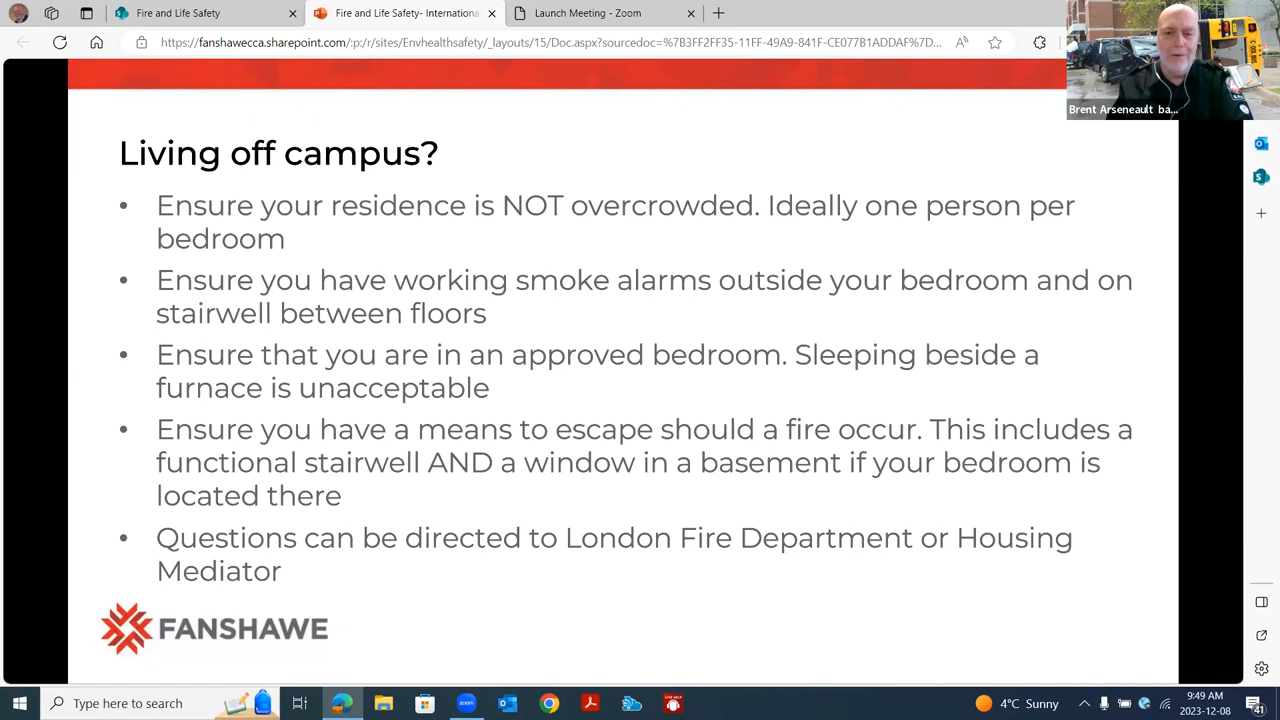 Fire and Life Safety
Fire and Life Safety- Internationa
Launch Meeting - Zoom
https://fanshawecca.sharepoint.com/:p:/r/sites/Envhealthsafety/_layouts/15/doc.aspx?sourcedoc=%7B3FF2FF35-11FF-49A9-841F-CE077B1ADDAF%7D...
Brent Arseneault ba...
Living off campus?
• Ensure your residence is NOT overcrowded. Ideally one person per
bedroom
• Ensure you have working smoke alarms outside your bedroom and on
stairwell between floors
• Ensure that you are in an approved bedroom. Sleeping beside a
furnace is unacceptable
• Ensure you have a means to escape should a fire occur. This includes a
functional stairwell AND a window in a basement if your bedroom is
located there
• Questions can be directed to London Fire Department or Housing
Mediator
FANSHAWE
Type here to search
zoom
LIVE HELP
4°C Sunny
9:49 AM
2023-12-08
41